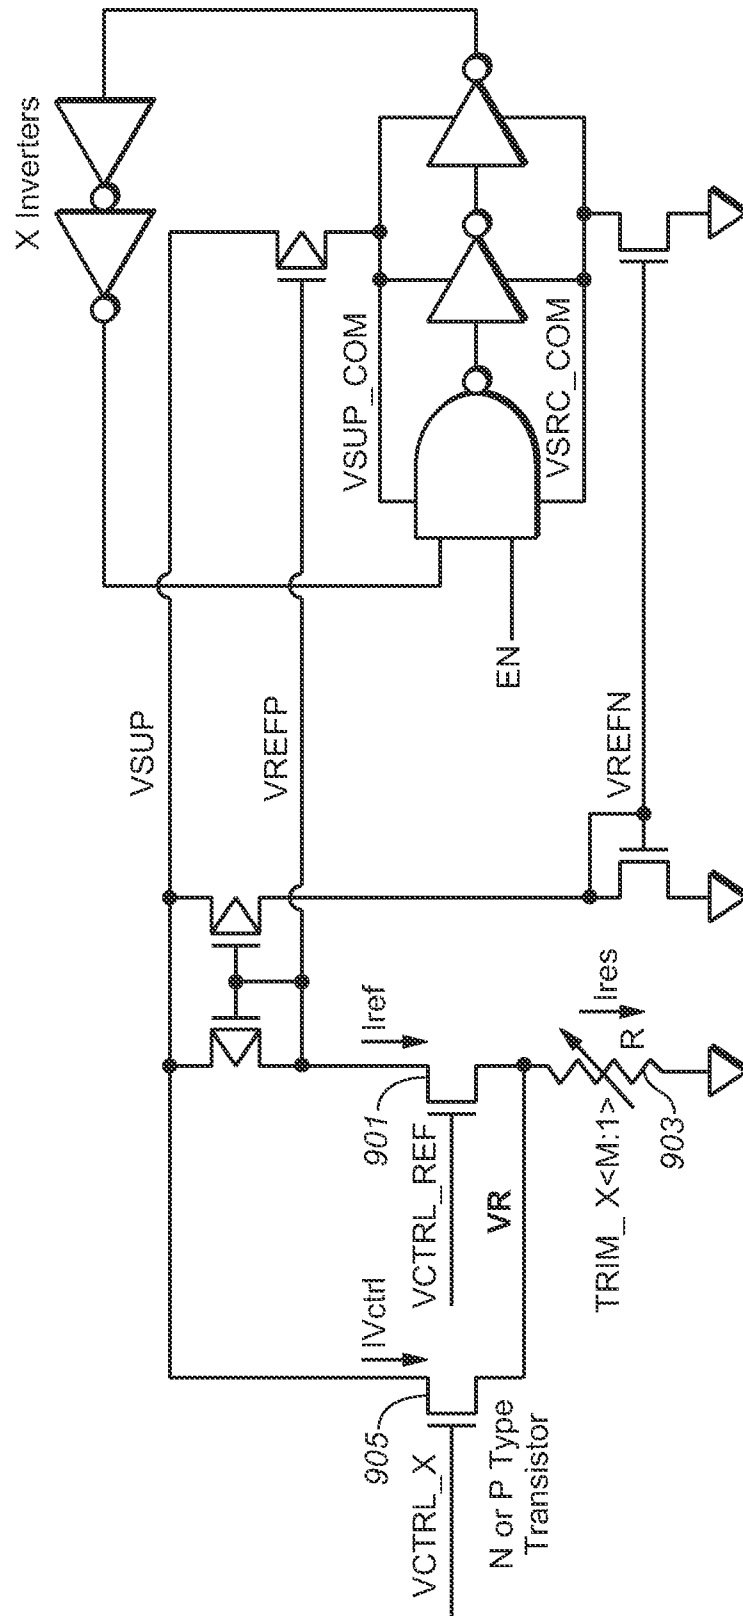 X Inverters
VSUP
VREFP
VSUP_COM
VSRC_COM
EN
VREFN
Iref
901
VCTRL_REF
VR
Ires
R
TRIM_X<M:1>
903
IVctrl
905
VCTRL_X
N or P Type
Transistor